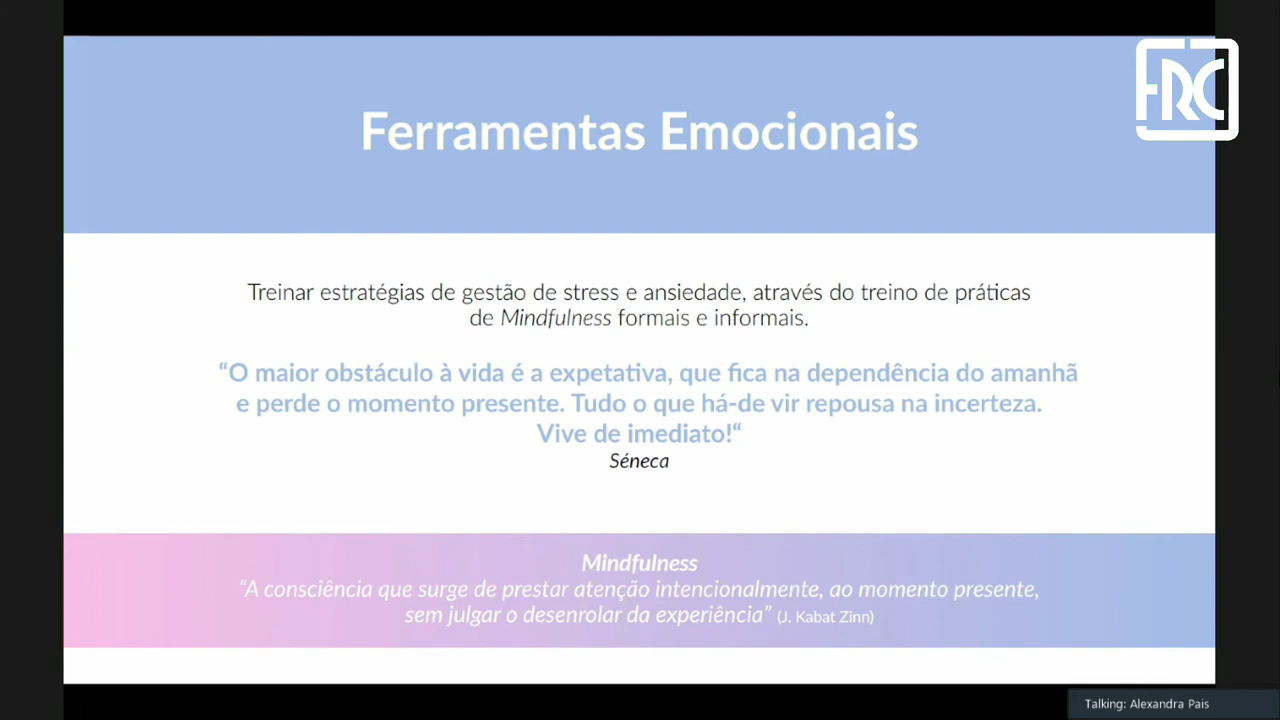 FRC
Ferramentas Emocionais
Treinar estratégias de gestão de stress e ansiedade, através do treino de práticas
de Mindfulness formais e informais.
“O maior obstáculo à vida é a expetativa, que fica na dependência do amanhã
e perde o momento presente. Tudo o que há-de vir repousa na incerteza.
Vive de imediato!“
Séneca
Mindfulness
“A consciência que surge de prestar atenção intencionalmente, ao momento presente,
sem julgar o desenrolar da experiência” (J. Kabat Zinn)
Talking: Alexandra Pais